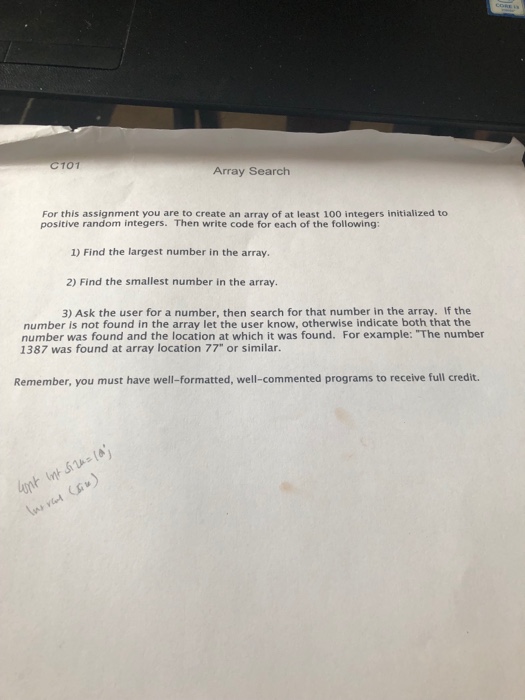 CORE i3
C101
Array Search
For this assignment you are to create an array of at least 100 integers initialized to
positive random integers. Then write code for each of the following:
1) Find the largest number in the array.
2) Find the smallest number in the array.
3) Ask the user for a number, then search for that number in the array. If the
number is not found in the array let the user know, otherwise indicate both that the
number was found and the location at which it was found. For example: "The number
1387 was found at array location 77" or similar.
Remember, you must have well-formatted, well-commented programs to receive full credit.
int size=